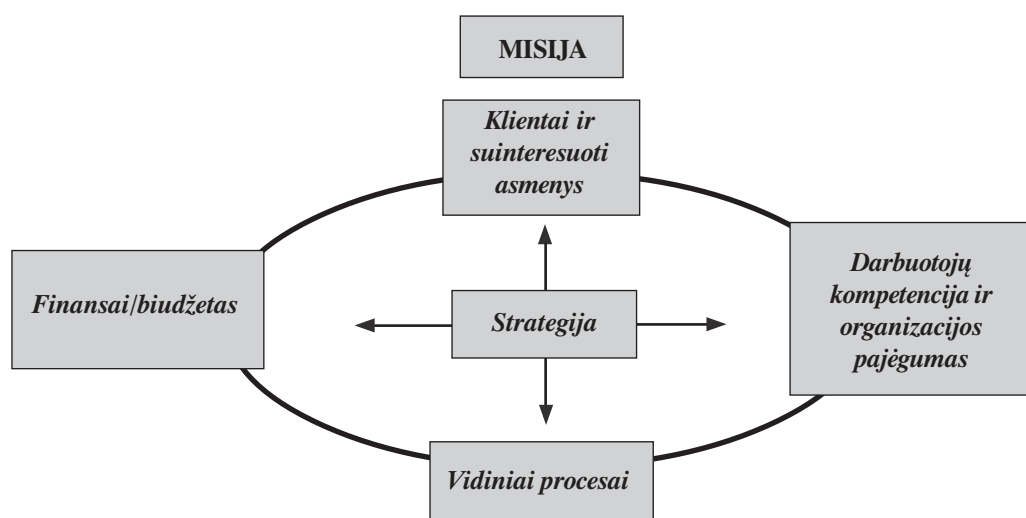 MISIJA
Klientai ir
suinteresuoti
asmenys
Finansai/biudžetas
Strategija
Darbuotojų
kompetencija ir
organizacijos
pajėgumas
Vidiniai procesai